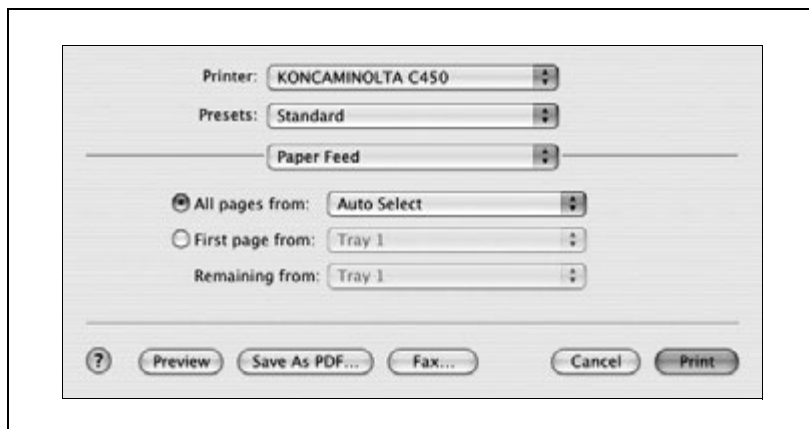 Printer: KONCAMINOLTA C450
Presets: Standard
Paper Feed
All pages from: Auto Select
First page from: Tray 1
Remaining from: Tray 1
? Preview Save As PDF... Fax... Cancel Print